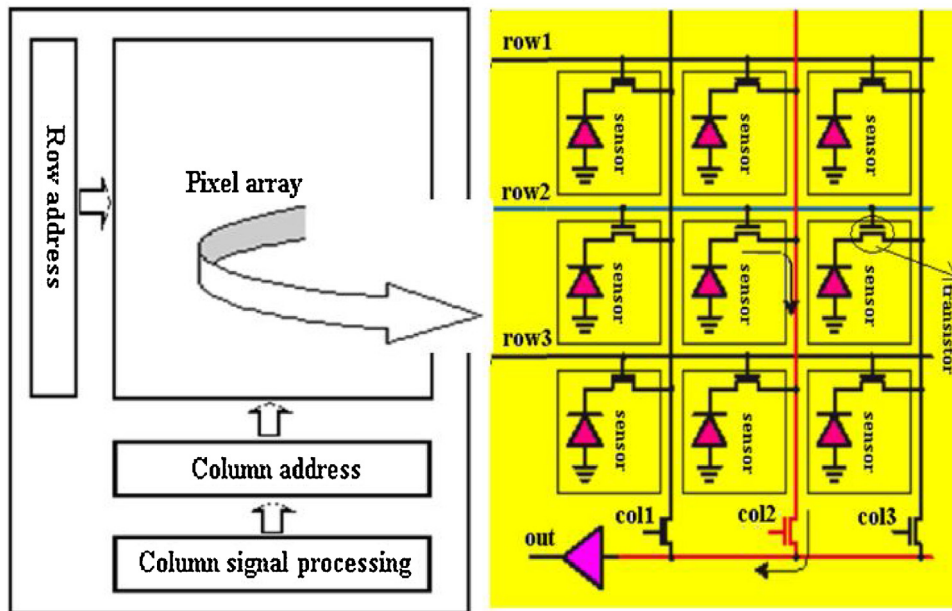 Row address
Pixel array
Column address
Column signal processing
row1
sensor
sensor
sensor
row2
sensor
sensor
sensor
transistor
row3
sensor
sensor
sensor
col1
col2
col3
out